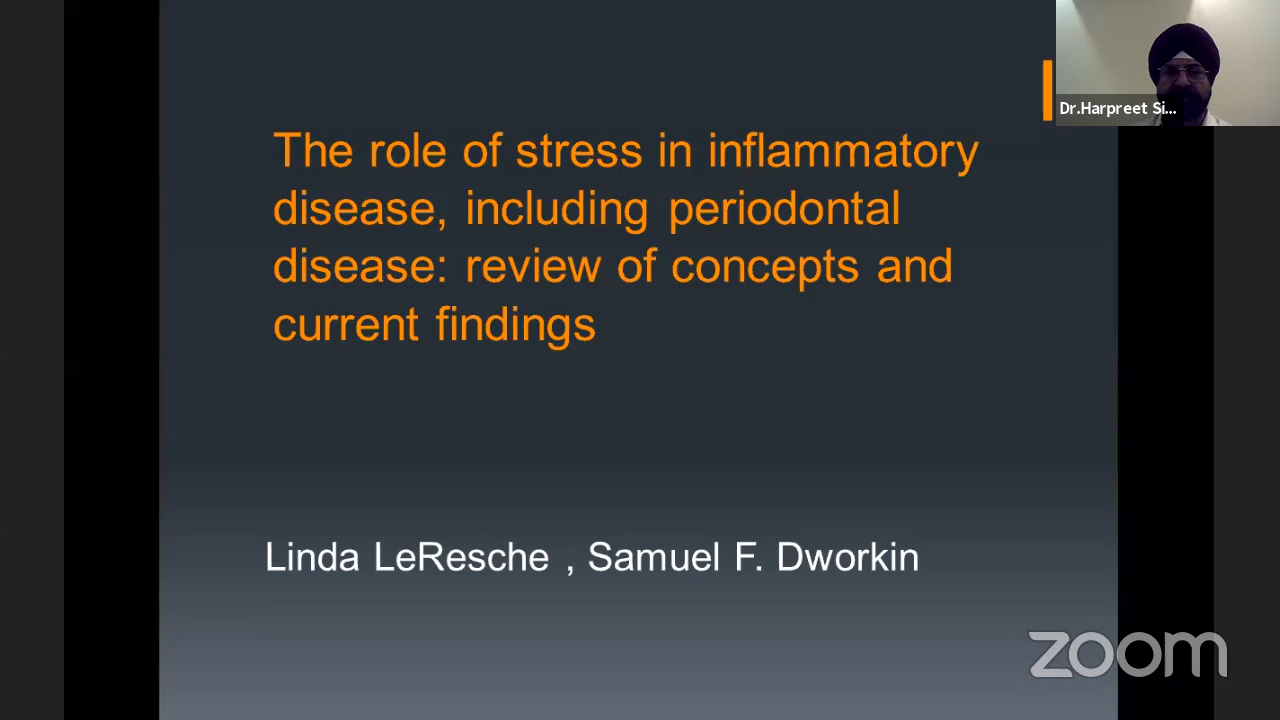 Dr.Harpreet Si...
The role of stress in inflammatory
disease, including periodontal
disease: review of concepts and
current findings
Linda LeResche , Samuel F. Dworkin
zoom